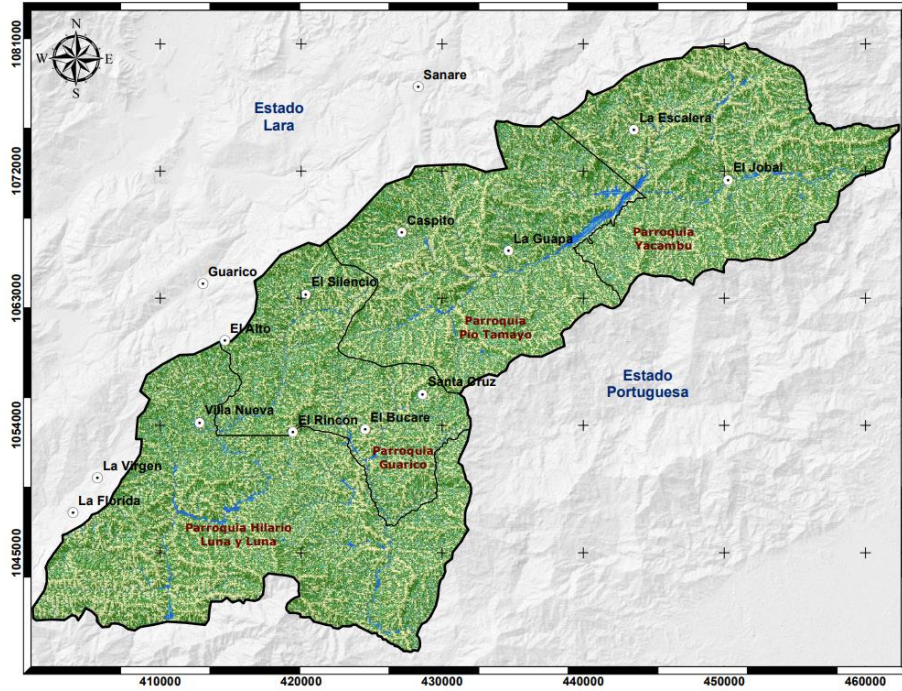 N
W
E
S
1081000
1072000
1063000
1054000
1045000
Sanare
Estado
Lara
La Escalera
El Jobal
Caspito
La Guapa
Parroquia
Yacambu
Guarico
El Silencio
El Alto
Parroquia
Pio Tamayo
Estado
Portuguesa
Santa Cruz
Villa Nueva
El Rincon
El Bucare
Parroquia
Guarico
La Virgen
La Florida
Parroquia Hilario
Luna y Luna
410000
420000
430000
440000
450000
460000